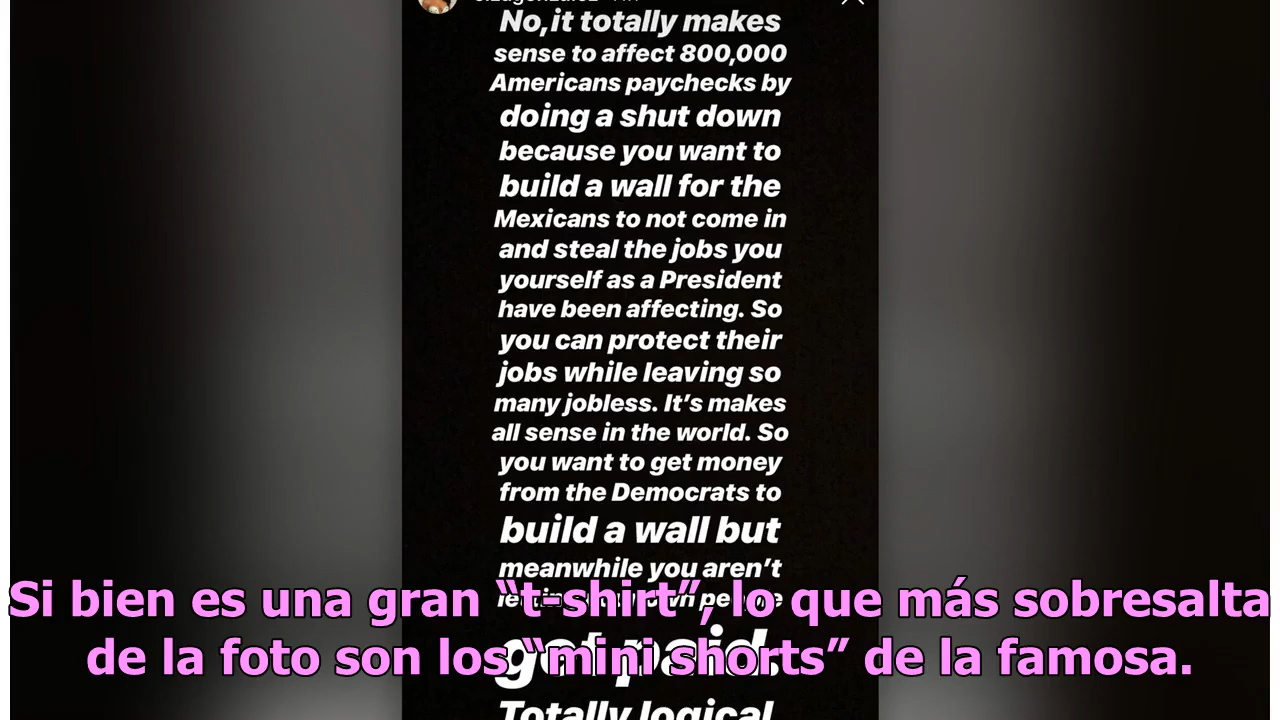 No,it totally makes
sense to affect 800,000
Americans paychecks by
doing a shut down
because you want to
build a wall for the
Mexicans to not come in
and steal the jobs you
yourself as a President
have been affecting. So
you can protect their
jobs while leaving so
many jobless. It’s makes
all sense in the world. So
you want to get money
from the Democrats to
build a wall but
meanwhile you aren’t
get paid.
Totally logical
Si bien es una gran “t-shirt”, lo que más sobresalta
de la foto son los “mini shorts” de la famosa.